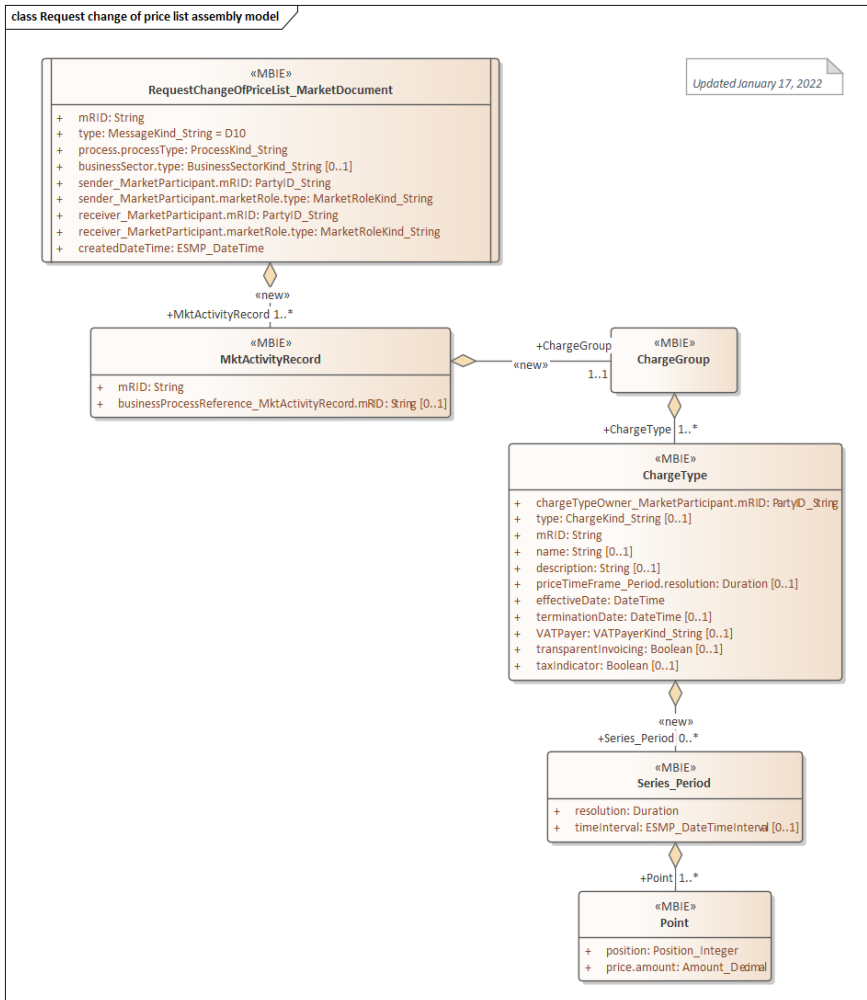 class Request change of price list assembly model
Updated January 17, 2022
«MBIE»
RequestChangeOfPriceList_MarketDocument
+ mRID: String
+ type: MessageKind_String = D10
+ process.processType: ProcessKind_String
+ businessSector.type: BusinessSectorKind_String [0..1]
+ sender_MarketParticipant.mRID: PartyID_String
+ sender_MarketParticipant.marketRole.type: MarketRoleKind_String
+ receiver_MarketParticipant.mRID: PartyID_String
+ receiver_MarketParticipant.marketRole.type: MarketRoleKind_String
+ createdDateTime: ESMP_DateTime
«new»
+MktActivityRecord 1..*
«MBIE»
MktActivityRecord
+ mRID: String
+ businessProcessReference_MktActivityRecord.mRID: String [0..1]
+ChargeGroup
«new»
1..1
«MBIE»
ChargeGroup
+ChargeType 1..*
«MBIE»
ChargeType
+ chargeTypeOwner_MarketParticipant.mRID: PartyID_String
+ type: ChargeKind_String [0..1]
+ mRID: String
+ name: String [0..1]
+ description: String [0..1]
+ priceTimeFrame_Period.resolution: Duration [0..1]
+ effectiveDate: DateTime
+ terminationDate: DateTime [0..1]
+ VATPayer: VATPayerKind_String [0..1]
+ transparentInvoicing: Boolean [0..1]
+ taxIndicator: Boolean [0..1]
«new»
+Series_Period 0..*
«MBIE»
Series_Period
+ resolution: Duration
+ timeInterval: ESMP_DateTimeInterval [0..1]
+Point 1..*
«MBIE»
Point
+ position: Position_Integer
+ price.amount: Amount_Decimal